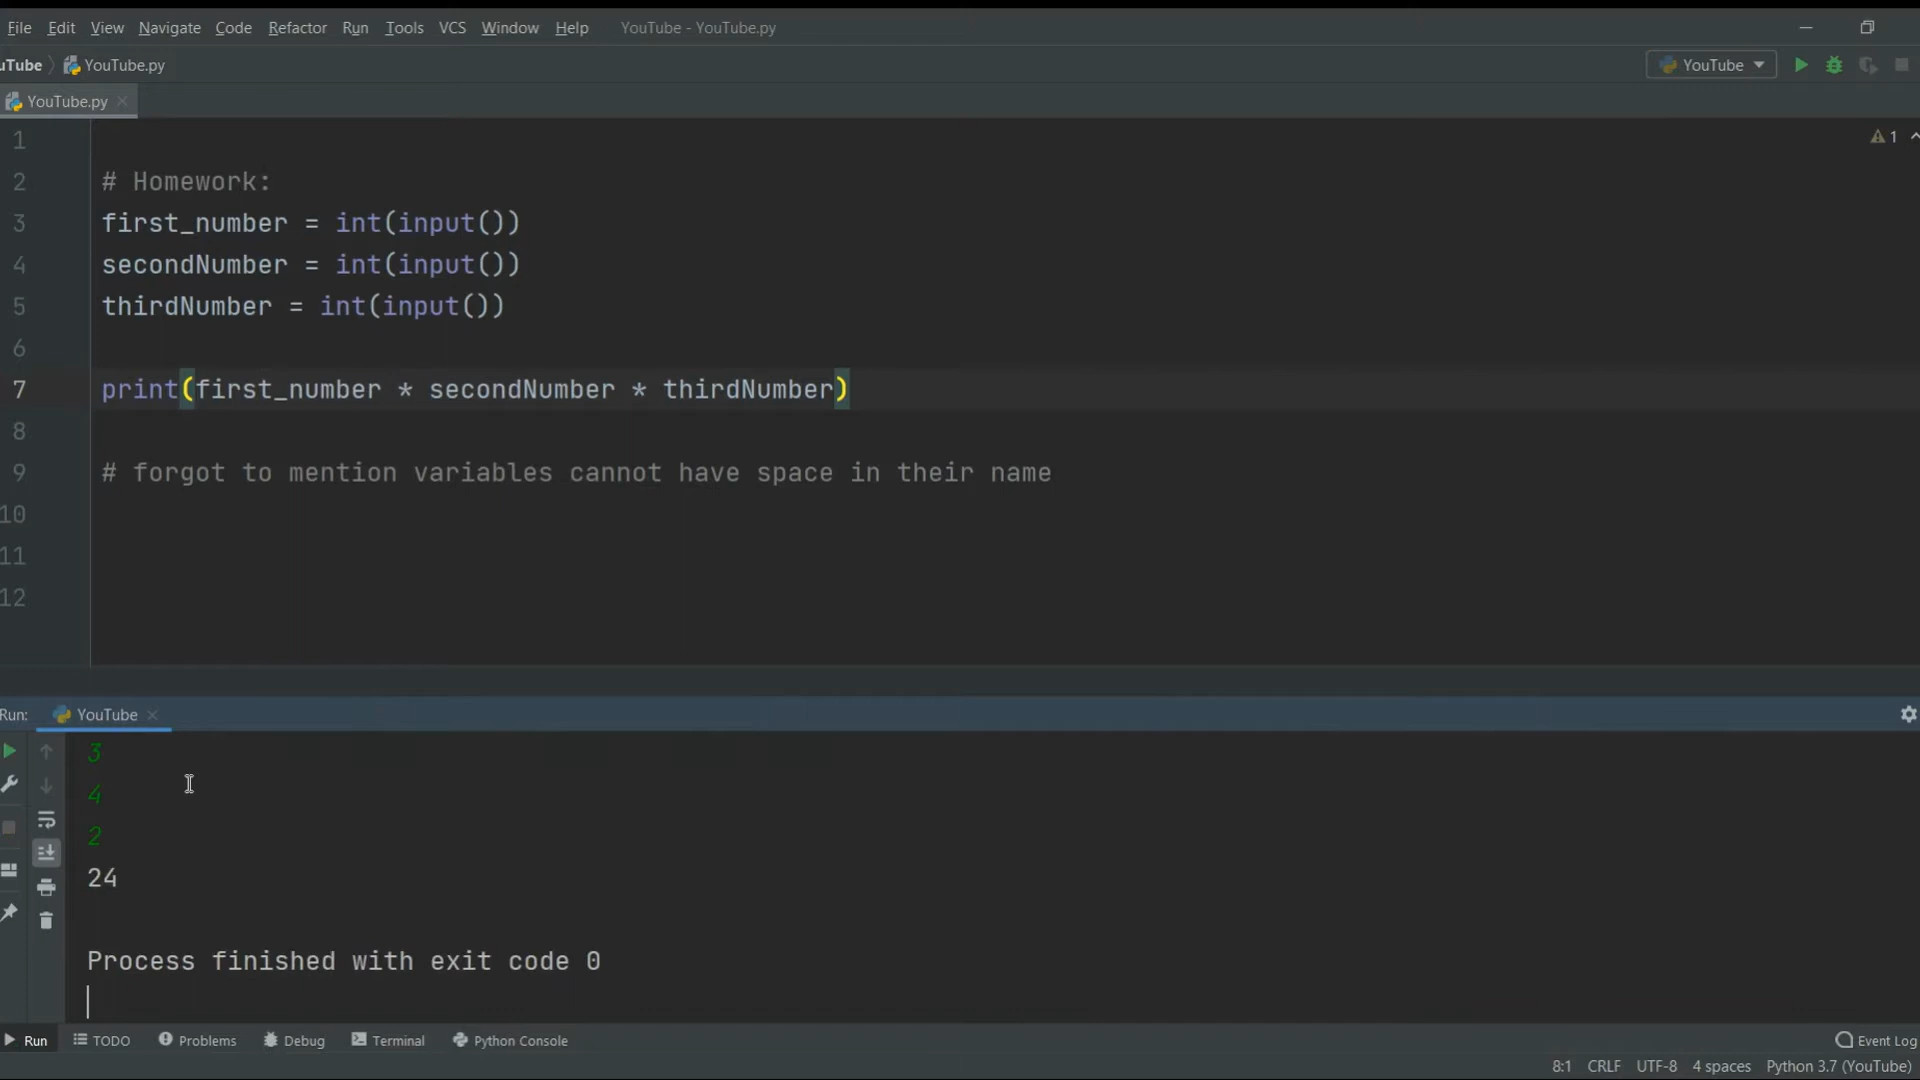 File Edit View Navigate Code Refactor Run Tools VCS Window Help YouTube - YouTube.py
uTube YouTube.py YouTube
YouTube.py
1 1
2 # Homework:
3 first_number = int(input())
4 secondNumber = int(input())
5 thirdNumber = int(input())
6
7 print(first_number * secondNumber * thirdNumber)
8
9 # forgot to mention variables cannot have space in their name
10
11
12
Run: YouTube
3
4
2
24
Process finished with exit code 0
Run TODO Problems Debug Terminal Python Console Event Log
8:1 CRLF UTF-8 4 spaces Python 3.7 (YouTube)